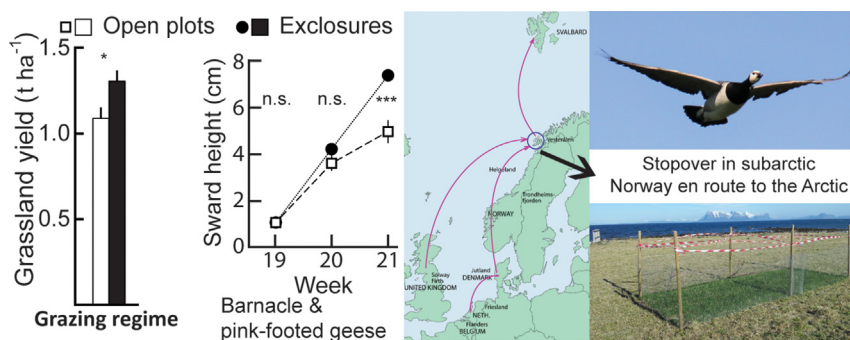 Open plots
Exclosures
Grassland yield (t ha⁻¹)
1.5
1.0
0.5
*
Grazing regime
Sward height (cm)
8
6
4
2
0
n.s.
n.s.
***
19
20
21
Week
Barnacle &
pink-footed geese
SVALBARD
Vesterålen
Helgeland
Trondheims-
Fjorden
NORWAY
Jutland
DENMARK
Solway
Firth
UNITED KINGDOM
Friesland
NETH.
Flanders
BELGIUM
Stopover in subarctic
Norway en route to the Arctic